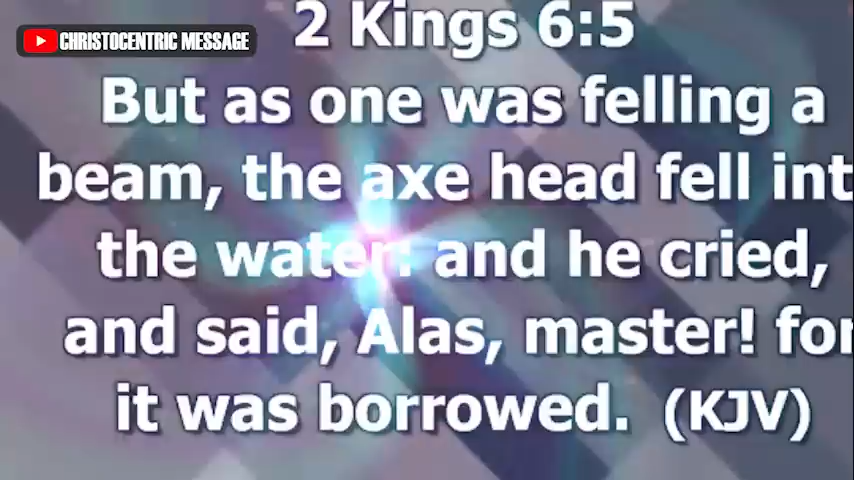 CHRISTOCENTRIC MESSAGE
2 Kings 6:5
But as one was felling a
beam, the axe head fell int
the water: and he cried,
and said, Alas, master! for
it was borrowed. (KJV)